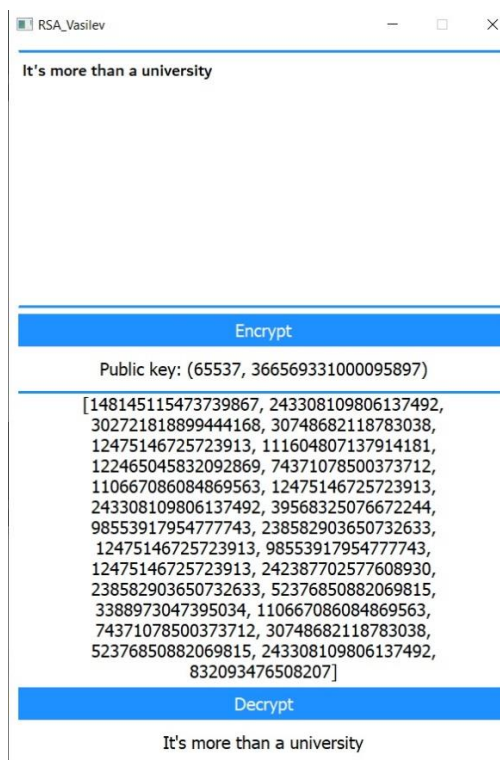 RSA_Vasilev
It's more than a university
Encrypt
Public key: (65537, 366569331000095897)
[148145115473739867, 243308109806137492,
302721818899444168, 30748682118783038,
12475146725723913, 111604807137914181,
122465045832092869, 74371078500373712,
110667086084869563, 12475146725723913,
243308109806137492, 39568325076672244,
98553917954777743, 238582903650732633,
12475146725723913, 98553917954777743,
12475146725723913, 242387702577608930,
238582903650732633, 52376850882069815,
3388973047395034, 110667086084869563,
74371078500373712, 30748682118783038,
52376850882069815, 243308109806137492,
832093476508207]
Decrypt
It's more than a university